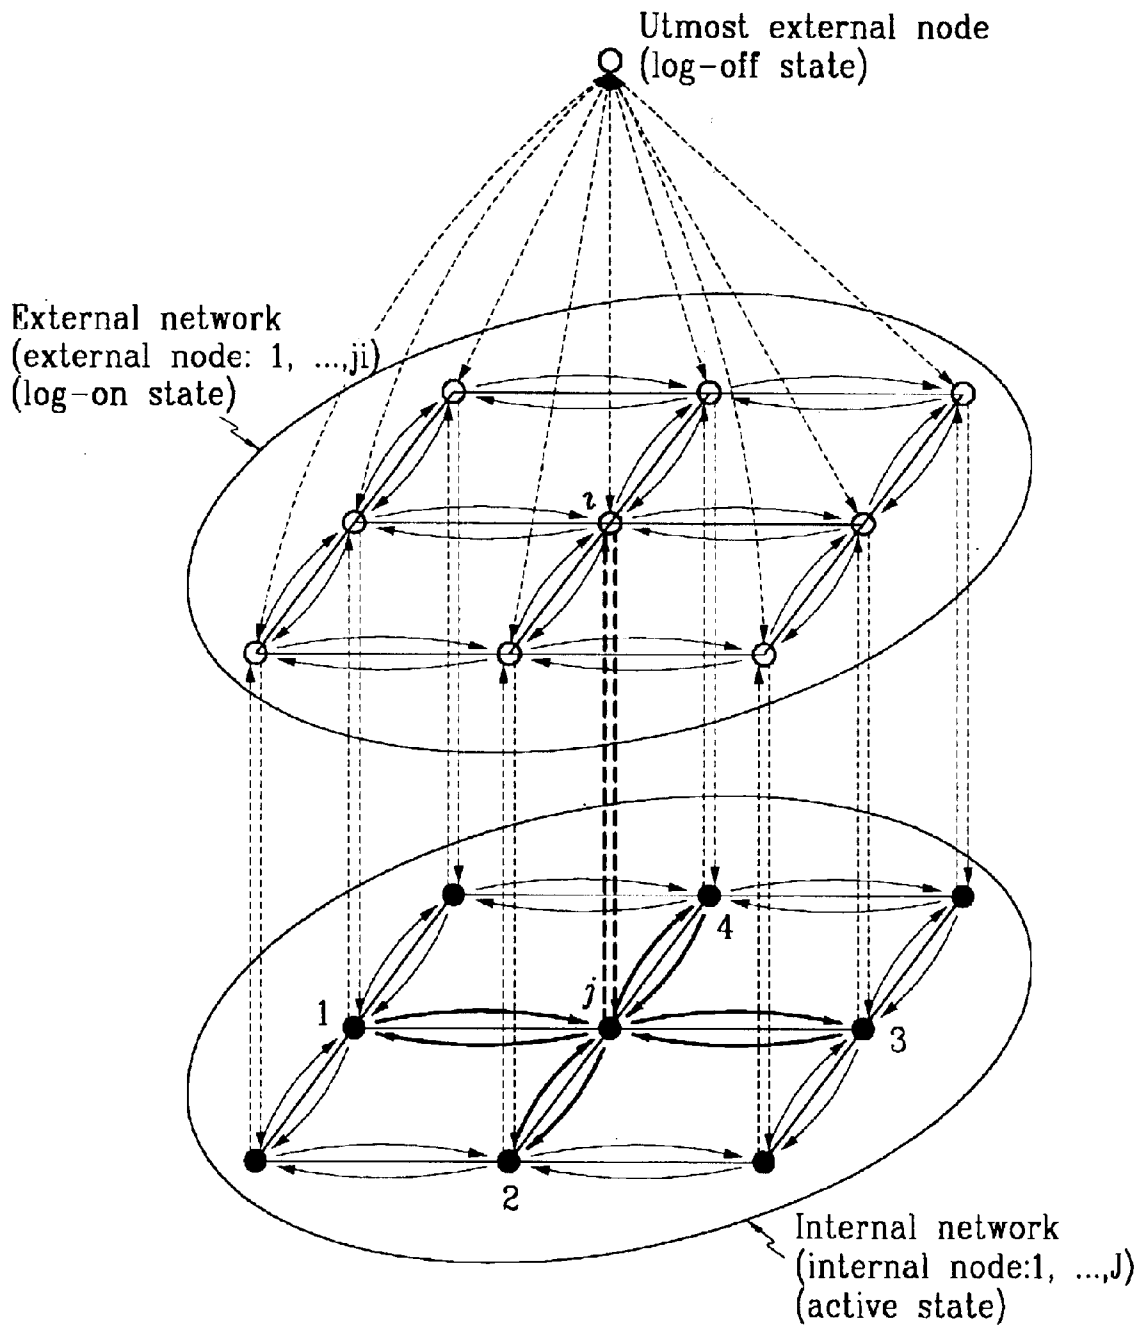 Utmost external node
(log-off state)
External network
(external node: 1, ...,ji)
(log-on state)
i
4
j
1
3
2
Internal network
(internal node:1, ...,J)
(active state)